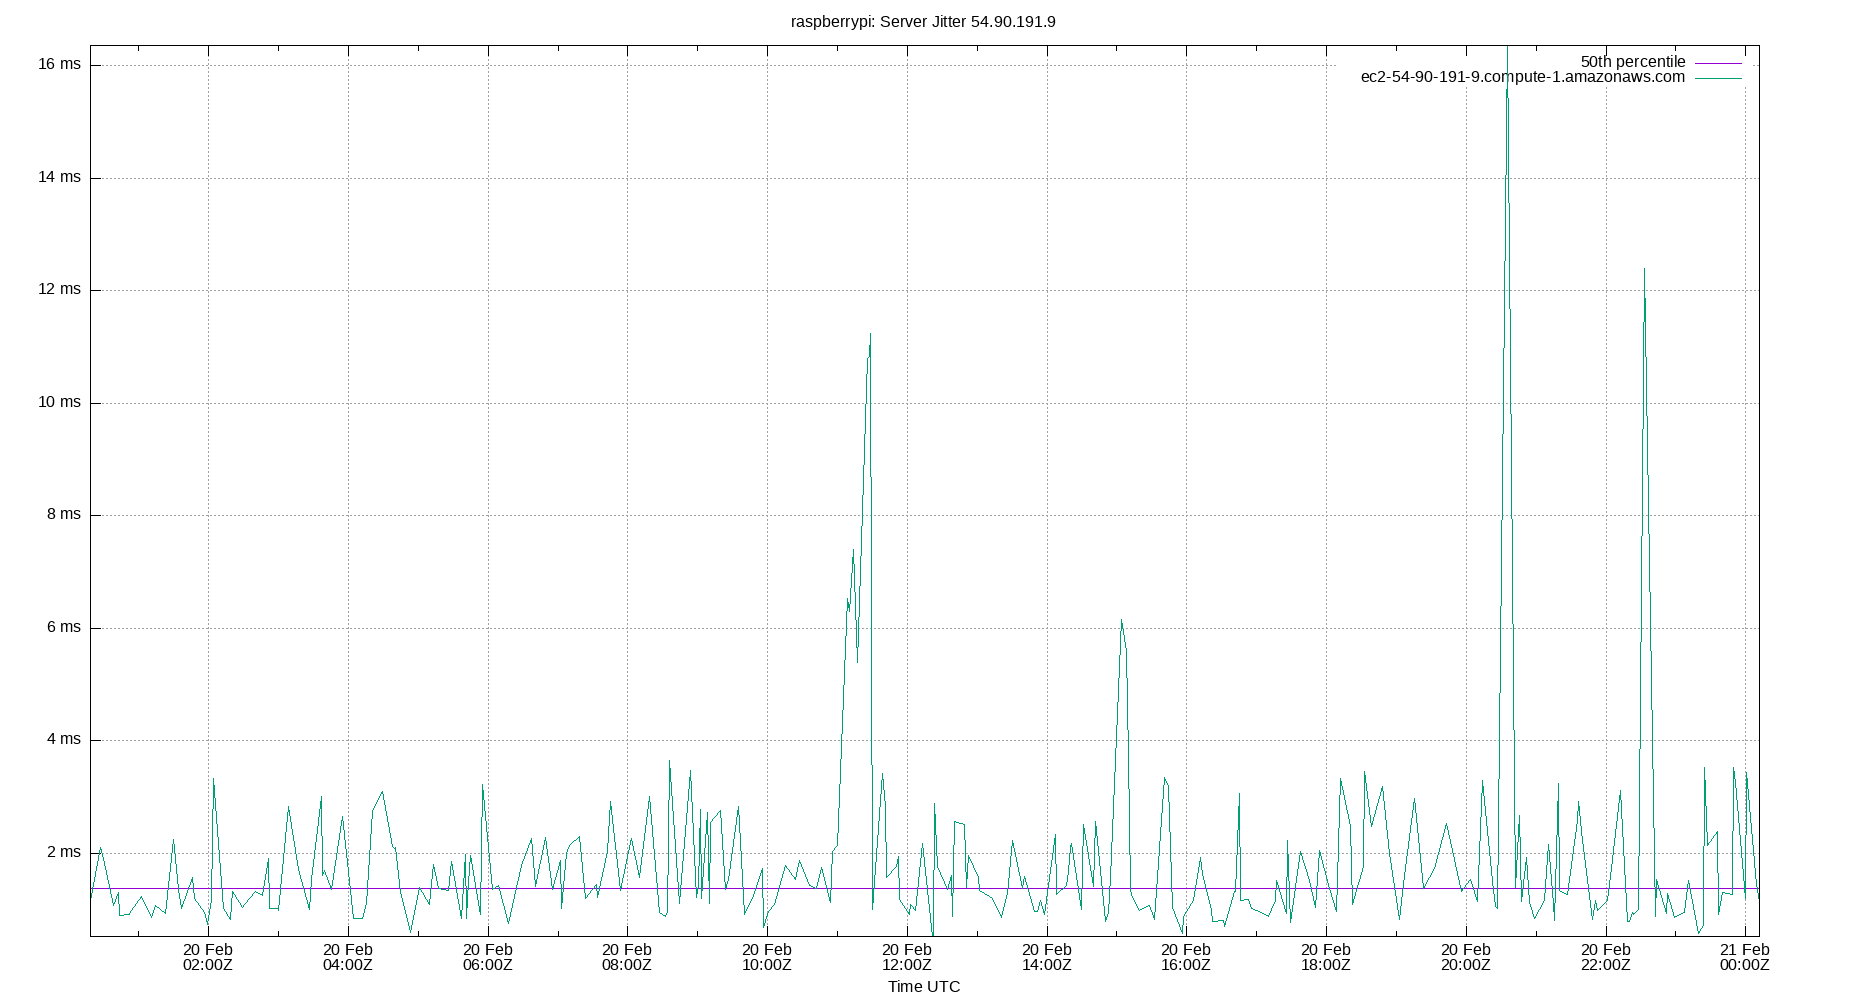 raspberrypi: Server Jitter 54.90.191.9
16 ms
14 ms
12 ms
10 ms
8 ms
6 ms
4 ms
2 ms
50th percentile
ec2-54-90-191-9.compute-1.amazonaws.com
20 Feb 20 Feb 20 Feb 20 Feb 20 Feb 20 Feb 20 Feb 20 Feb 20 Feb 20 Feb 20 Feb 21 Feb
02:00Z 04:00Z 06:00Z 08:00Z 10:00Z 12:00Z 14:00Z 16:00Z 18:00Z 20:00Z 22:00Z 00:00Z
Time UTC